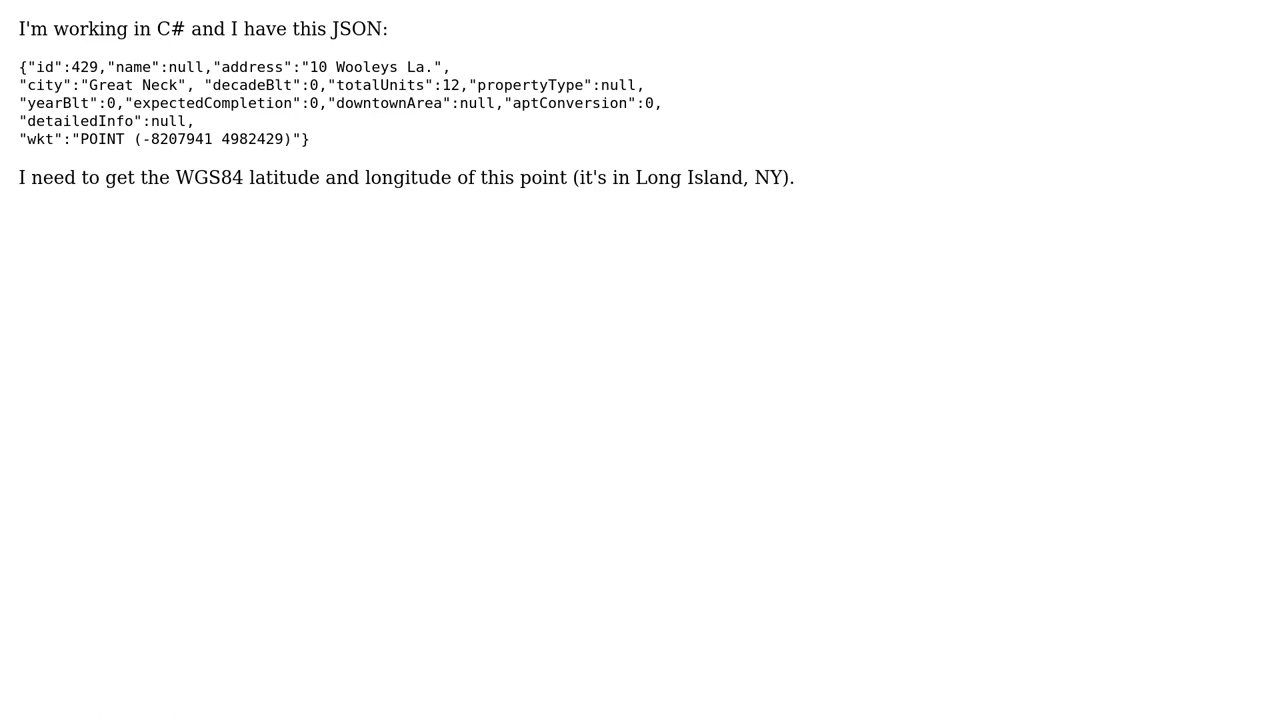 I'm working in C# and I have this JSON:
{"id":429,"name":null,"address":"10 Wooleys La.",
"city":"Great Neck", "decadeBlt":0,"totalUnits":12,"propertyType":null,
"yearBlt":0,"expectedCompletion":0,"downtownArea":null,"aptConversion":0,
"detailedInfo":null,
"wkt":"POINT (-8207941 4982429)"}
I need to get the WGS84 latitude and longitude of this point (it's in Long Island, NY).